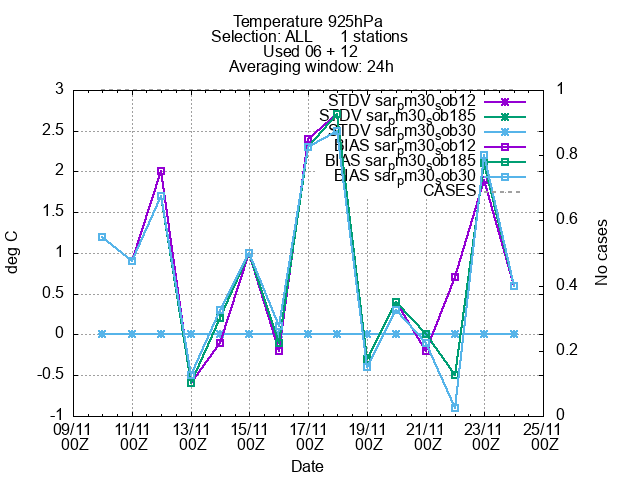 Temperature 925hPa
Selection: ALL 1 stations
Used 06 + 12
Averaging window: 24h
3
2.5
2
1.5
1
0.5
0
-0.5
-1
deg C
STDV sar_pm30_sob12
STDV sar_pm30_sob185
STDV sar_pm30_sob30
BIAS sar_pm30_sob12
BIAS sar_pm30_sob185
BIAS sar_pm30_sob30
CASES
1
0.8
0.6
0.4
0.2
0
No cases
09/11 11/11 13/11 15/11 17/11 19/11 21/11 23/11 25/11
00Z 00Z 00Z 00Z 00Z 00Z 00Z 00Z 00Z
Date